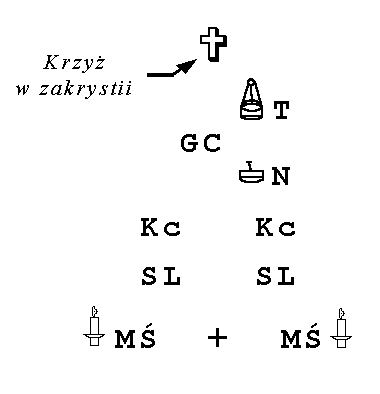 Krzyż
w zakrystii
T
GC
N
Kc Kc
SL SL
MŚ + MŚ